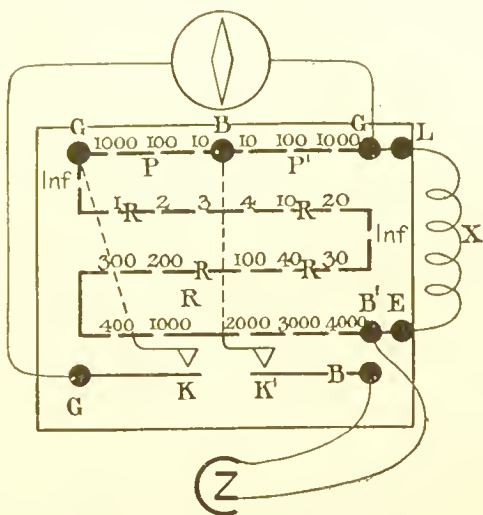 G B G L
1000 100 10 10 100 1000
P P'
Inf
1 R 2 3 4 10 R 20
X
Inf
300 200 R 100 40 R 30
R
B' E
400 1000 2000 3000 4000
B
K K'
G
Z